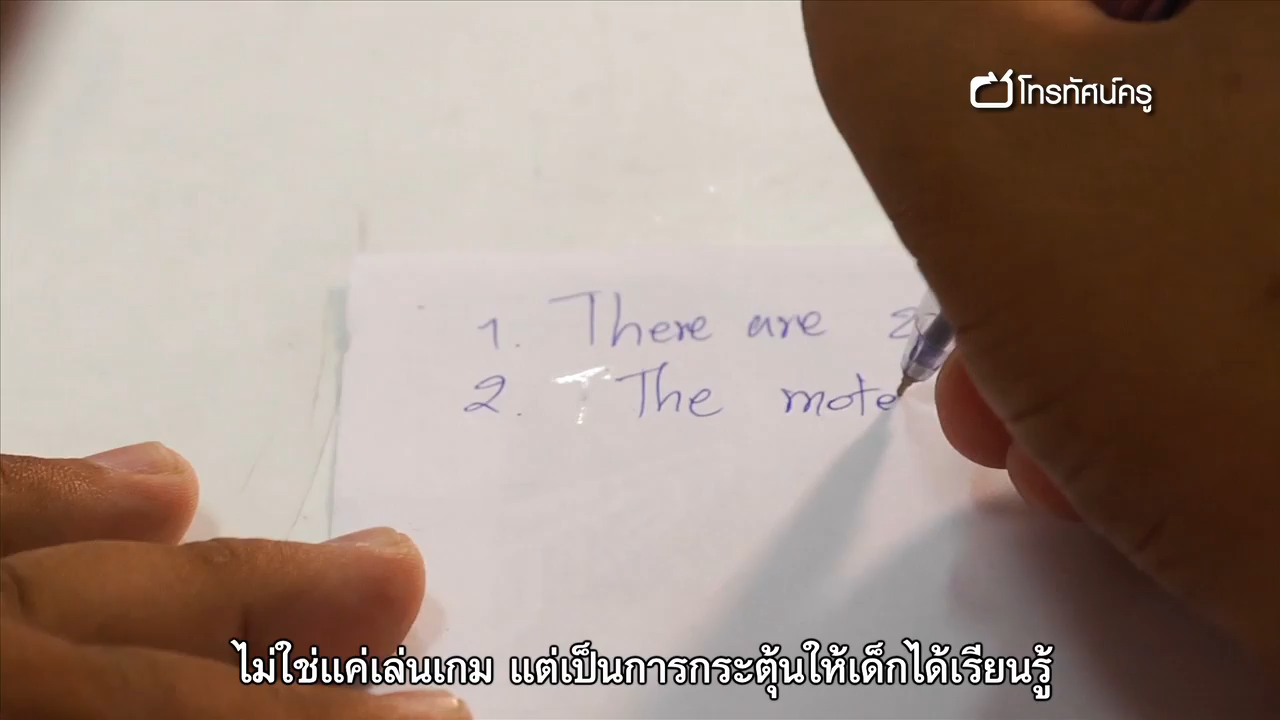 โทรทัศน์ครู
1. There are 2
2. The mote
ไม่ใช่แค่เล่นเกม แต่เป็นการกระตุ้นให้เด็กได้เรียนรู้